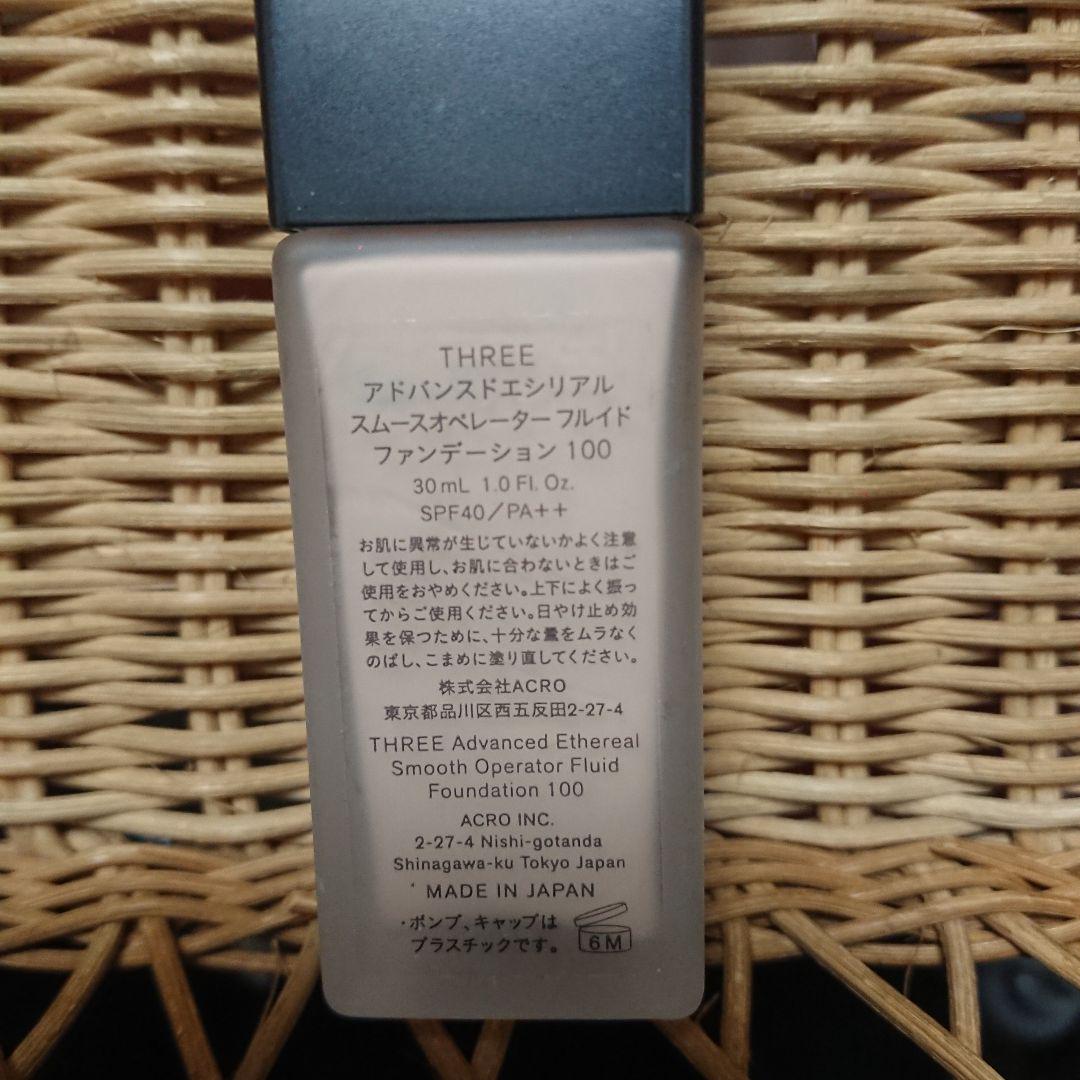 THREE
アドバンスドエシリアル
スムースオペレーター フルイド
ファンデーション 100
30mL 1.0 Fl. Oz.
SPF40/PA++
お肌に異常が生じていないかよく注意
して使用し、お肌に合わないときはご
使用をおやめください。上下によく振っ
てからご使用ください。日やけ止め効
果を保つために、十分な量をムラなく
のばし、こまめに塗り直してください。
株式会社ACRO
東京都品川区西五反田2-27-4
THREE Advanced Ethereal
Smooth Operator Fluid
Foundation 100
ACRO INC.
2-27-4 Nishi-gotanda
Shinagawa-ku Tokyo Japan
MADE IN JAPAN
・ポンプ、キャップは
プラスチックです。
6M